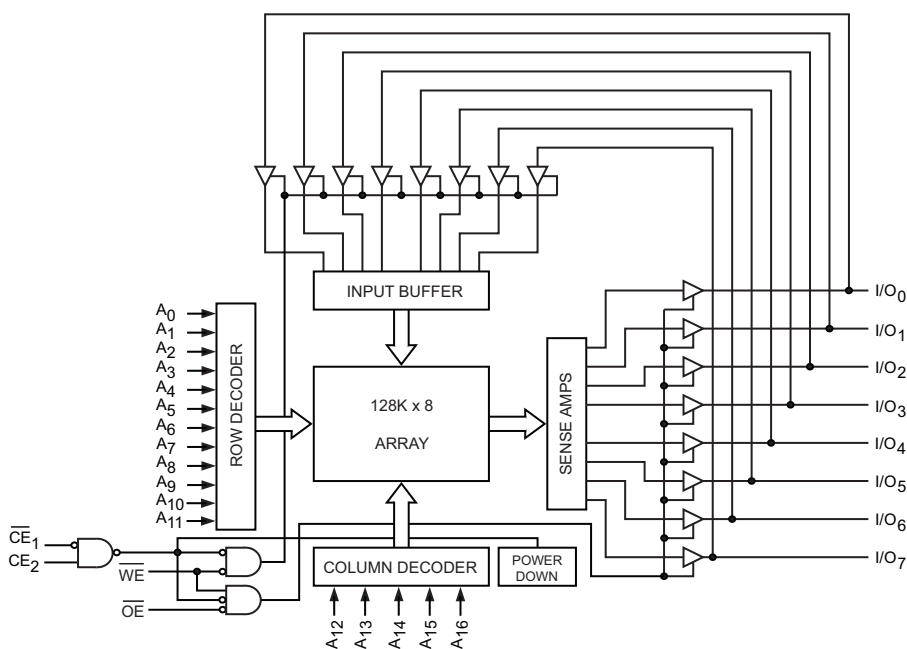 INPUT BUFFER
I/O0
I/O1
I/O2
I/O3
I/O4
I/O5
I/O6
I/O7
A0
A1
A2
A3
A4
A5
A6
A7
A8
A9
A10
A11
ROW DECODER
128K x 8
ARRAY
SENSE AMPS
CE1
CE2
WE
OE
COLUMN DECODER
POWER
DOWN
A12
A13
A14
A15
A16